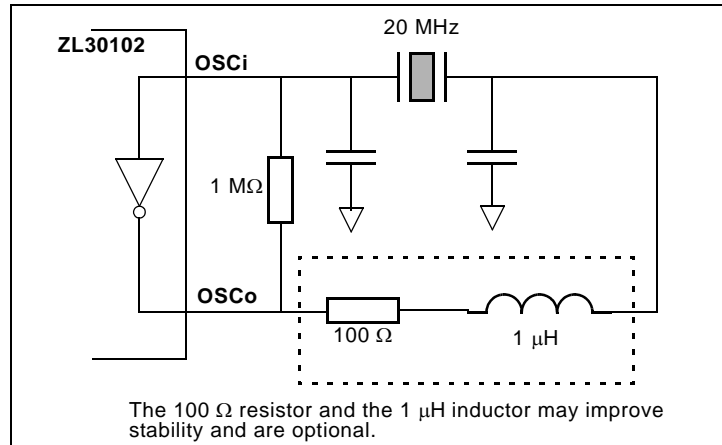 20 MHz
ZL30102
OSCi
1 MΩ
OSCo
100 Ω
1 μH
The 100 Ω resistor and the 1 μH inductor may improve
stability and are optional.